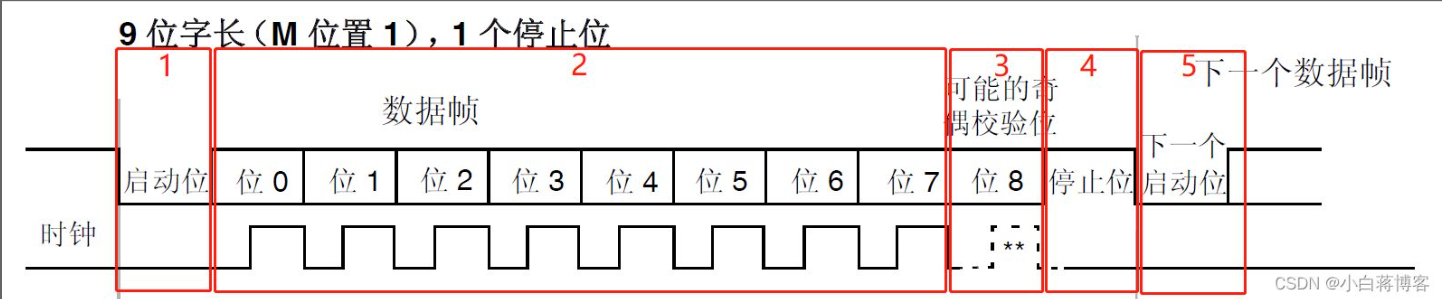 9 位字长（M 位置 1），1 个停止位
1
2
3
4
5
下一个数据帧
数据帧
可能的奇
偶校验位
下一个
启动位
启动位
位 0
位 1
位 2
位 3
位 4
位 5
位 6
位 7
位 8
停止位
时钟
**
CSDN @小白蒋博客